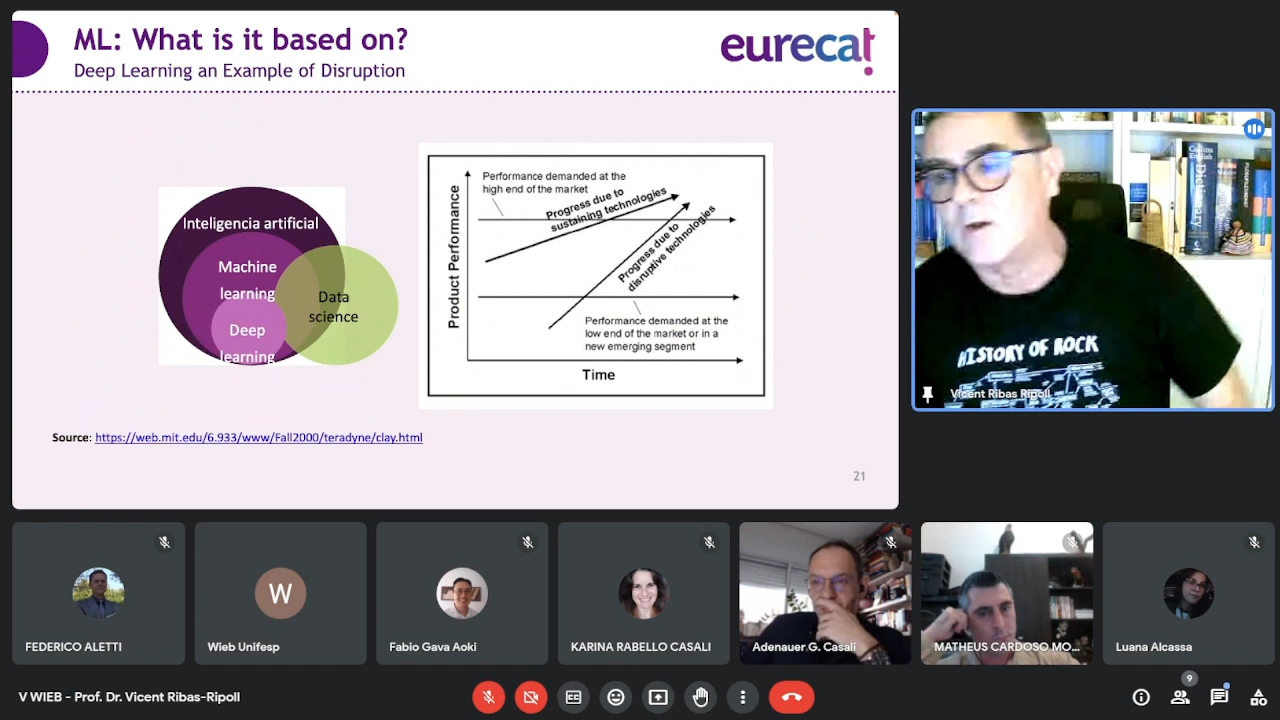 ML: What is it based on?
Deep Learning an Example of Disruption
eurecat
Inteligencia artificial
Machine
learning
Deep
learning
Data
science
Product Performance
Performance demanded at the
high end of the market
Progress due to
sustaining technologies
Progress due to
disruptive technologies
Performance demanded at the
low end of the market or in a
new emerging segment
Time
Source: https://web.mit.edu/6.933/www/Fall2000/teradyne/clay.html
21
Collins
English
Dictionary
HISTORY OF ROCK
Vicent Ribas Ripoll
FEDERICO ALETTI
W
Wieb Unifesp
Fabio Gava Aoki
KARINA RABELLO CASALI
Adenauer G. Casali
MATHEUS CARDOSO MO...
Luana Alcassa
V WIEB - Prof. Dr. Vicent Ribas-Ripoll
CC
9